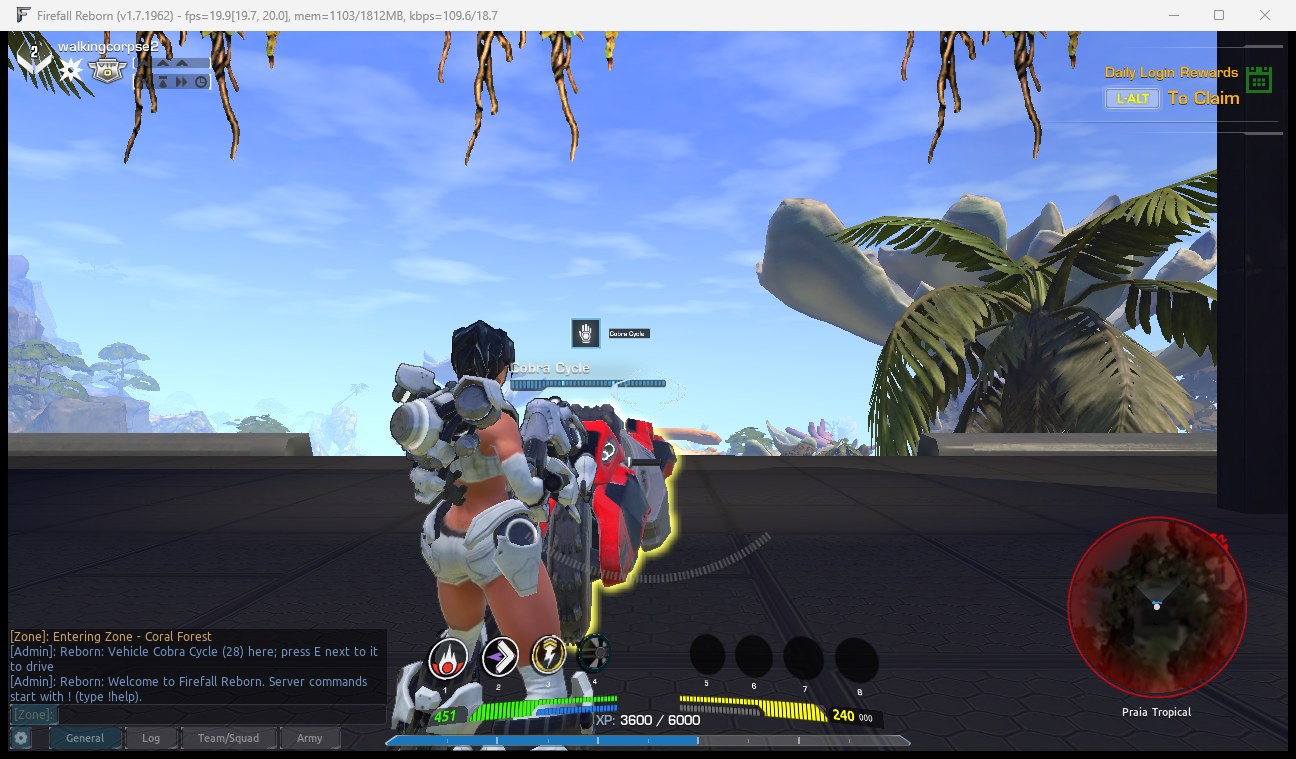 Firefall Reborn (v1.7.1962) - fps=19.9[19.7, 20.0], mem=1103/1812MB, kbps=109.6/18.7
2
walkingcorpse2
Daily Login Rewards
L-ALT To Claim
Cobra Cycle
Cobra Cycle
[Zone]: Entering Zone - Coral Forest
[Admin]: Reborn: Vehicle Cobra Cycle (28) here; press E next to it
to drive
[Admin]: Reborn: Welcome to Firefall Reborn. Server commands
start with ! (type !help).
[Zone]:
General Log Team/Squad Army
1 2 3 4 5 6 7 8
451
XP: 3600 / 6000
240 000
Praia Tropical